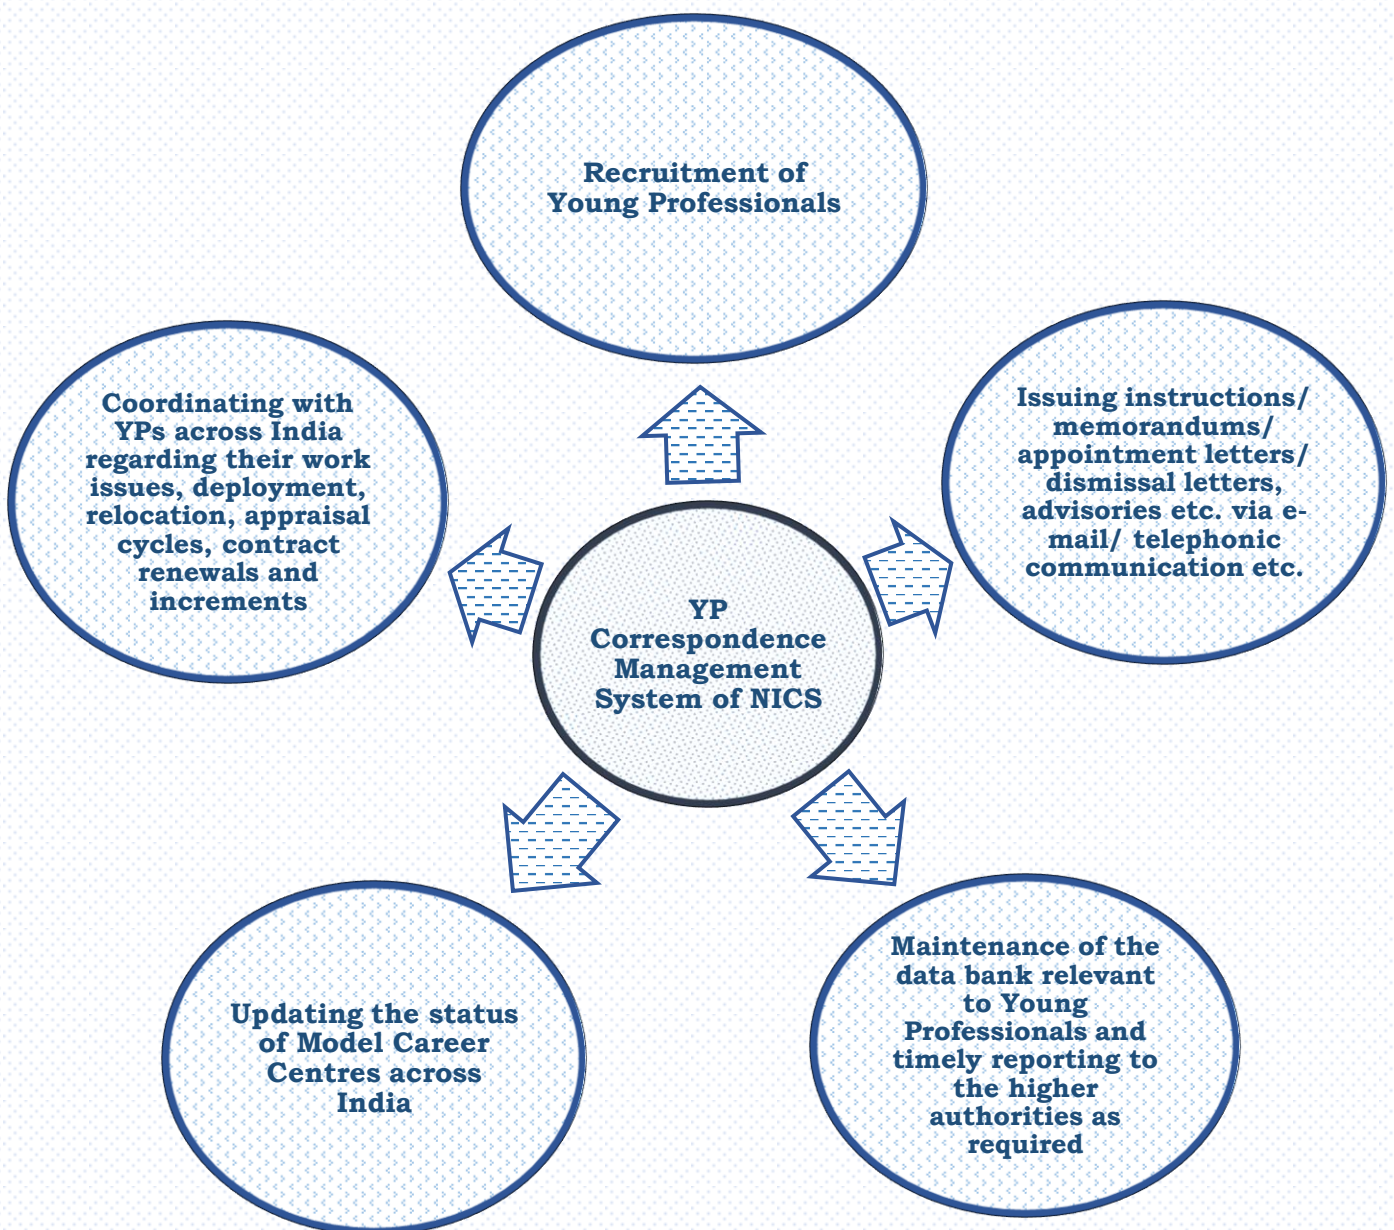 Recruitment of
Young Professionals
Coordinating with
YPs across India
regarding their work
issues, deployment,
relocation, appraisal
cycles, contract
renewals and
increments
Issuing instructions/
memorandums/
appointment letters/
dismissal letters,
advisories etc. via e-
mail/ telephonic
communication etc.
YP
Correspondence
Management
System of NICS
Updating the status
of Model Career
Centres across
India
Maintenance of the
data bank relevant
to Young
Professionals and
timely reporting to
the higher
authorities as
required